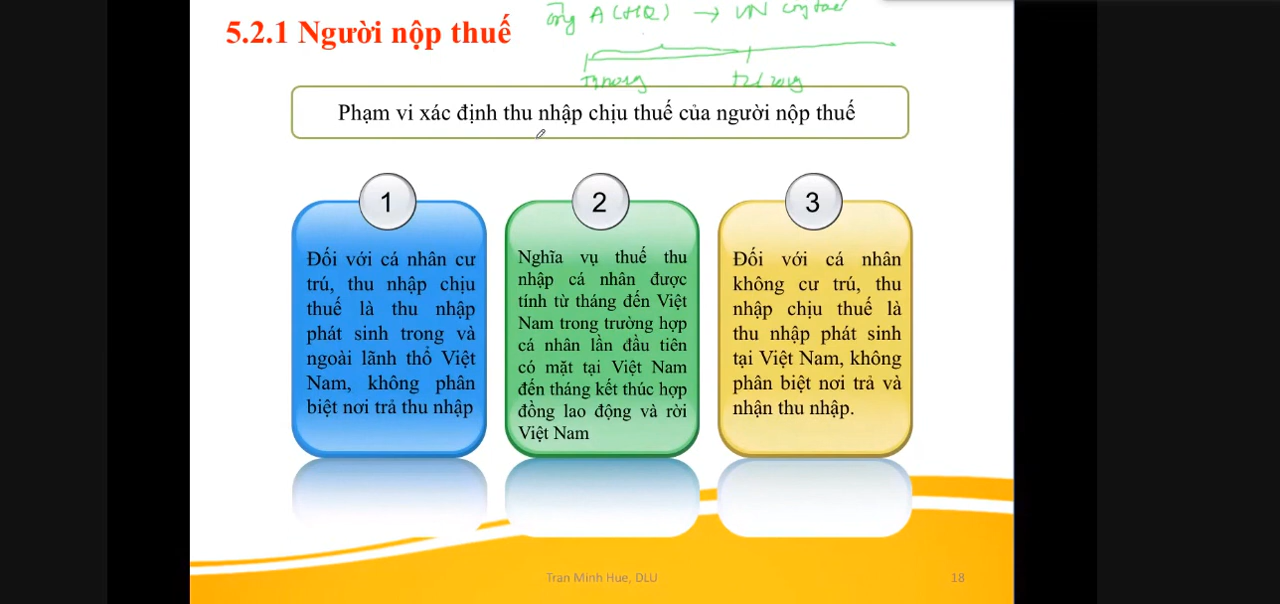 ông A (HQ) → VN
5.2.1 Người nộp thuế
Phạm vi xác định thu nhập chịu thuế của người nộp thuế
1
Đối với cá nhân cư
trú, thu nhập chịu
thuế là thu nhập
phát sinh trong và
ngoài lãnh thổ Việt
Nam, không phân
biệt nơi trả thu nhập
2
Nghĩa vụ thuế thu
nhập cá nhân được
tính từ tháng đến Việt
Nam trong trường hợp
cá nhân lần đầu tiên
có mặt tại Việt Nam
đến tháng kết thúc hợp
đồng lao động và rời
Việt Nam
3
Đối với cá nhân
không cư trú, thu
nhập chịu thuế là
thu nhập phát sinh
tại Việt Nam, không
phân biệt nơi trả và
nhận thu nhập.
Tran Minh Hue, DLU
18